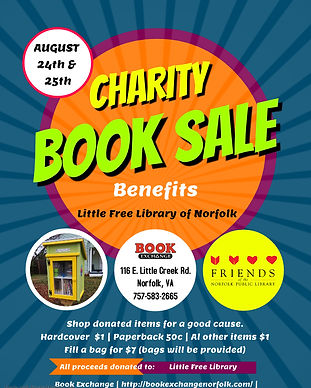 AUGUST
24th &
25th
CHARITY
BOOK SALE
Benefits
Little Free Library of Norfolk
BOOK
EXCHANGE
116 E. Little Creek Rd.
Norfolk, VA
757-583-2665
FRIENDS
of the
NORFOLK PUBLIC LIBRARY
Shop donated items for a good cause.
Hardcover $1 | Paperback 50c | Al other items $1
Fill a bag for $7 (bags will be provided)
All proceeds donated to: Little Free Library
Book Exchange | http://bookexchangenorfolk.com/ |